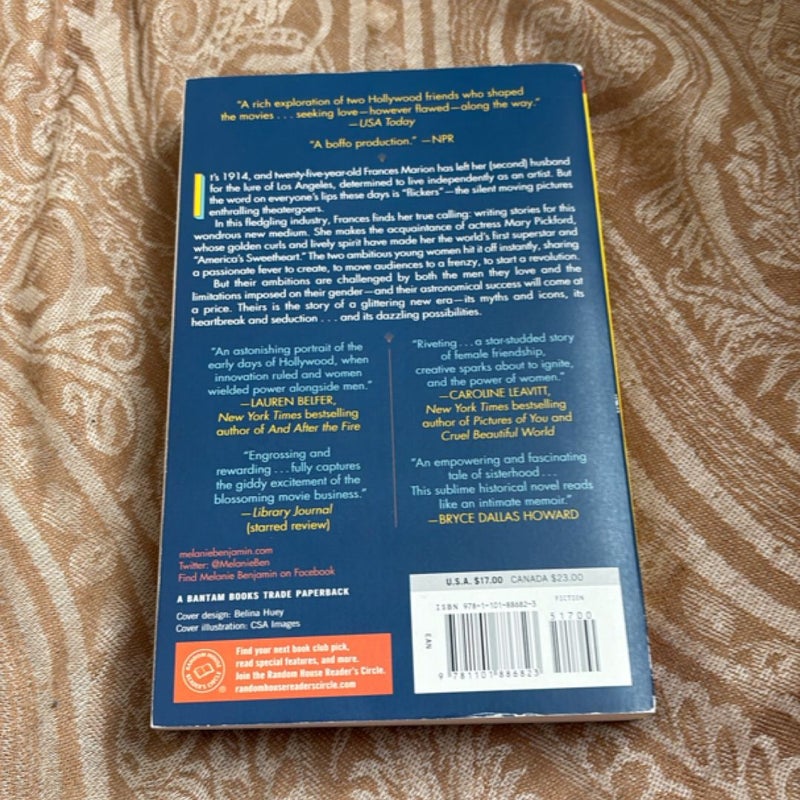 "A rich exploration of two Hollywood friends who shaped
the movies . . . seeking love—however flawed—along the way."
—USA Today
"A boffo production." —NPR
It's 1914, and twenty-five-year-old Frances Marion has left her (second) husband
for the lure of Los Angeles, determined to live independently as an artist. But
the word on everyone's lips these days is "flickers"—the silent moving pictures
enthralling theatergoers.
In this fledgling industry, Frances finds her true calling: writing stories for this
wondrous new medium. She makes the acquaintance of actress Mary Pickford,
whose golden curls and lively spirit have made her the world's first superstar and
"America's Sweetheart." The two ambitious young women hit it off instantly, sharing
a passionate fever to create, to move audiences to a frenzy, to start a revolution.
But their ambitions are challenged by both the men they love and the
limitations imposed on their gender—and their astronomical success will come at
a price. Theirs is the story of a glittering new era—its myths and icons, its
heartbreak and seduction . . . and its dazzling possibilities.
"An astonishing portrait of the
early days of Hollywood, when
innovation ruled and women
wielded power alongside men."
—LAUREN BELFER,
New York Times bestselling
author of And After the Fire
"Engrossing and
rewarding . . . fully captures
the giddy excitement of the
blossoming movie business."
—Library Journal
(starred review)
"Riveting . . . a star-studded story
of female friendship,
creative sparks about to ignite,
and the power of women."
—CAROLINE LEAVITT,
New York Times bestselling
author of Pictures of You and
Cruel Beautiful World
"An empowering and fascinating
tale of sisterhood . . .
This sublime historical novel reads
like an intimate memoir."
—BRYCE DALLAS HOWARD
melaniebenjamin.com
Twitter: @MelanieBen
Find Melanie Benjamin on Facebook
A BANTAM BOOKS TRADE PAPERBACK
Cover design: Belina Huey
Cover illustration: CSA Images
RANDOM HOUSE
READER'S CIRCLE
®
Find your next book club pick,
read special features, and more.
Join the Random House Reader's Circle.
randomhousereaderscircle.com
U.S.A. $17.00 CANADA $23.00
ISBN 978-1-101-88682-3
FICTION
51700
EAN
9 781101 886823